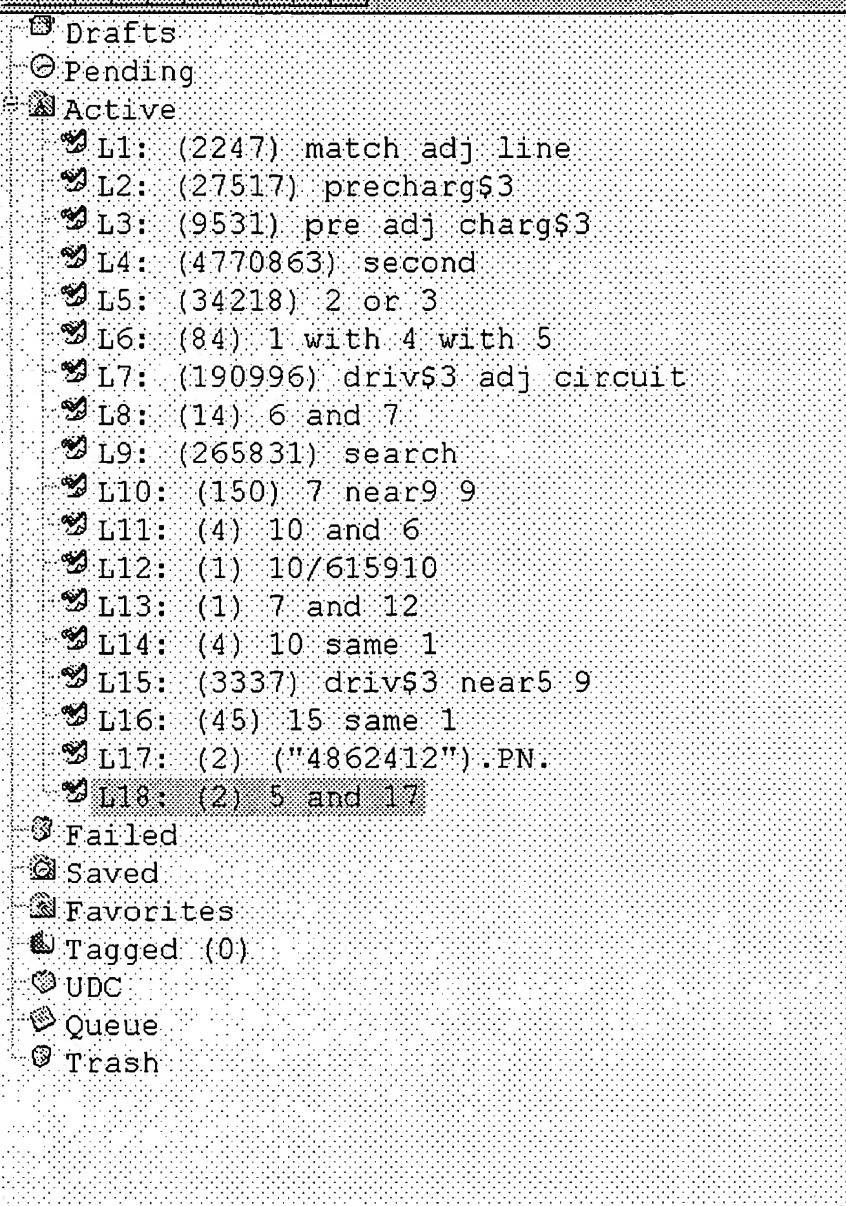 Drafts
Pending
Active
L1: (2247) match adj line
L2: (27517) precharg$3
L3: (9531) pre adj charg$3
L4: (4770863) second
L5: (34218) 2 or 3
L6: (84) 1 with 4 with 5
L7: (190996) driv$3 adj circuit
L8: (14) 6 and 7
L9: (265831) search
L10: (150) 7 near9 9
L11: (4) 10 and 6
L12: (1) 10/615910
L13: (1) 7 and 12
L14: (4) 10 same 1
L15: (3337) driv$3 near5 9
L16: (45) 15 same 1
L17: (2) ("4862412").PN.
L18: (2) 5 and 17
Failed
Saved
Favorites
Tagged (0)
UDC
Queue
Trash